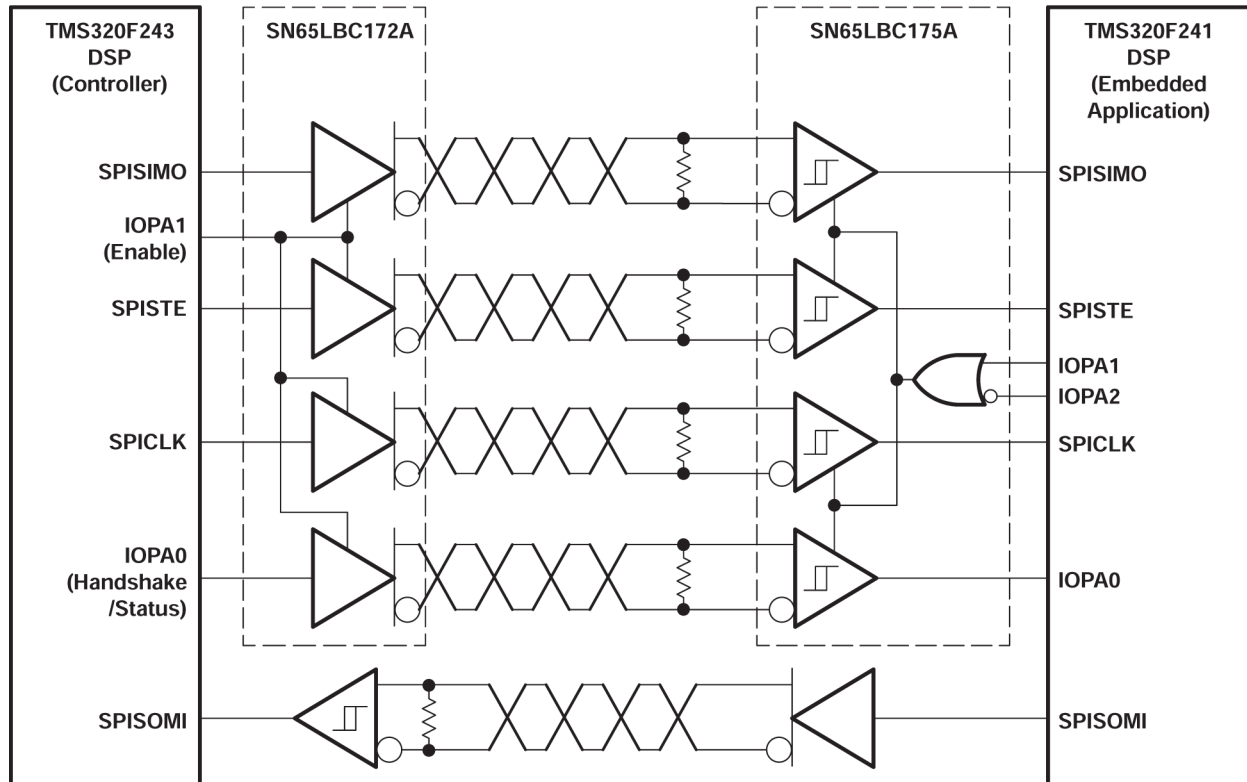 TMS320F243
DSP
(Controller)
SN65LBC172A
SN65LBC175A
TMS320F241
DSP
(Embedded
Application)
SPISIMO
SPISIMO
IOPA1
(Enable)
SPISTE
SPISTE
IOPA1
IOPA2
SPICLK
SPICLK
IOPA0
(Handshake
/Status)
IOPA0
SPISOMI
SPISOMI